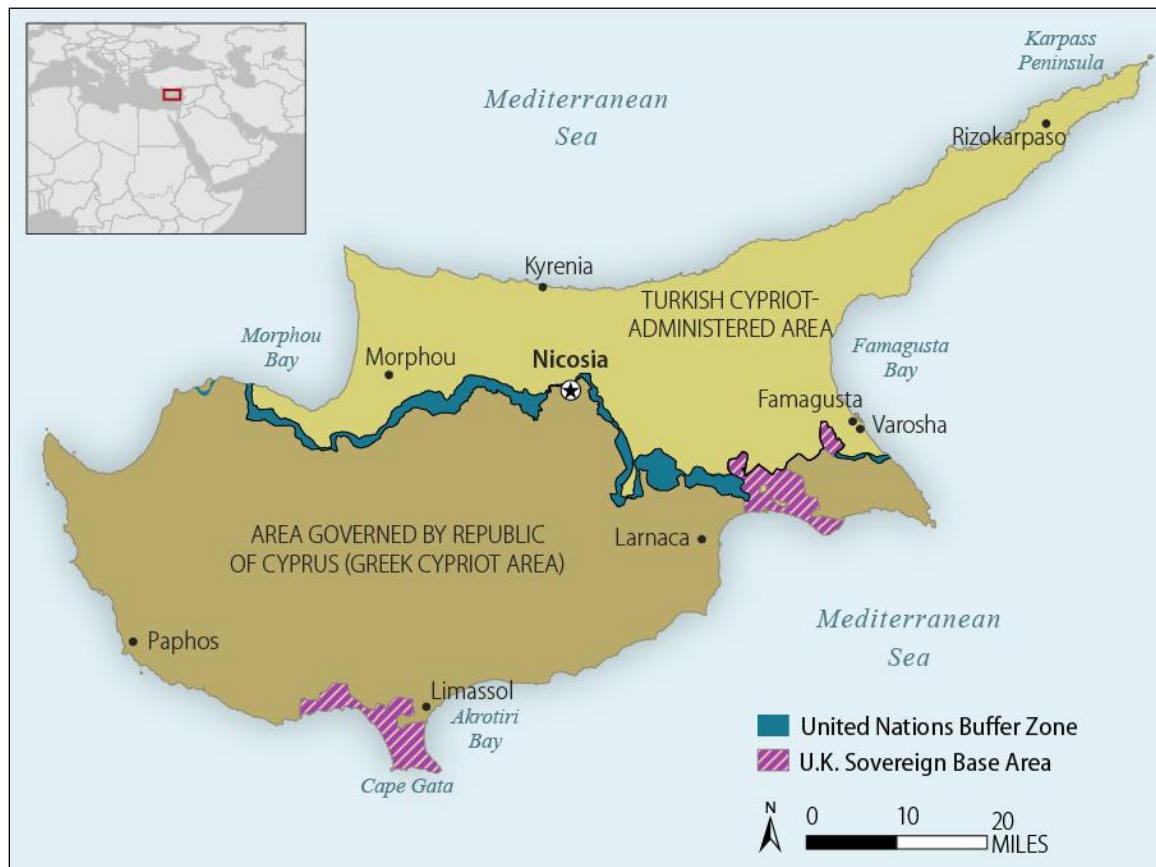 Karpass
Peninsula
Mediterranean
Sea
Rizokarpaso
Kyrenia
TURKISH CYPRIOT-
ADMINISTERED AREA
Morphou
Bay
Famagusta
Bay
Morphou
Nicosia
Famagusta
Varosha
AREA GOVERNED BY REPUBLIC
OF CYPRUS (GREEK CYPRIOT AREA)
Larnaca
Mediterranean
Sea
Paphos
Limassol
Akrotiri
Bay
Cape Gata
United Nations Buffer Zone
U.K. Sovereign Base Area
N
0 10 20
MILES